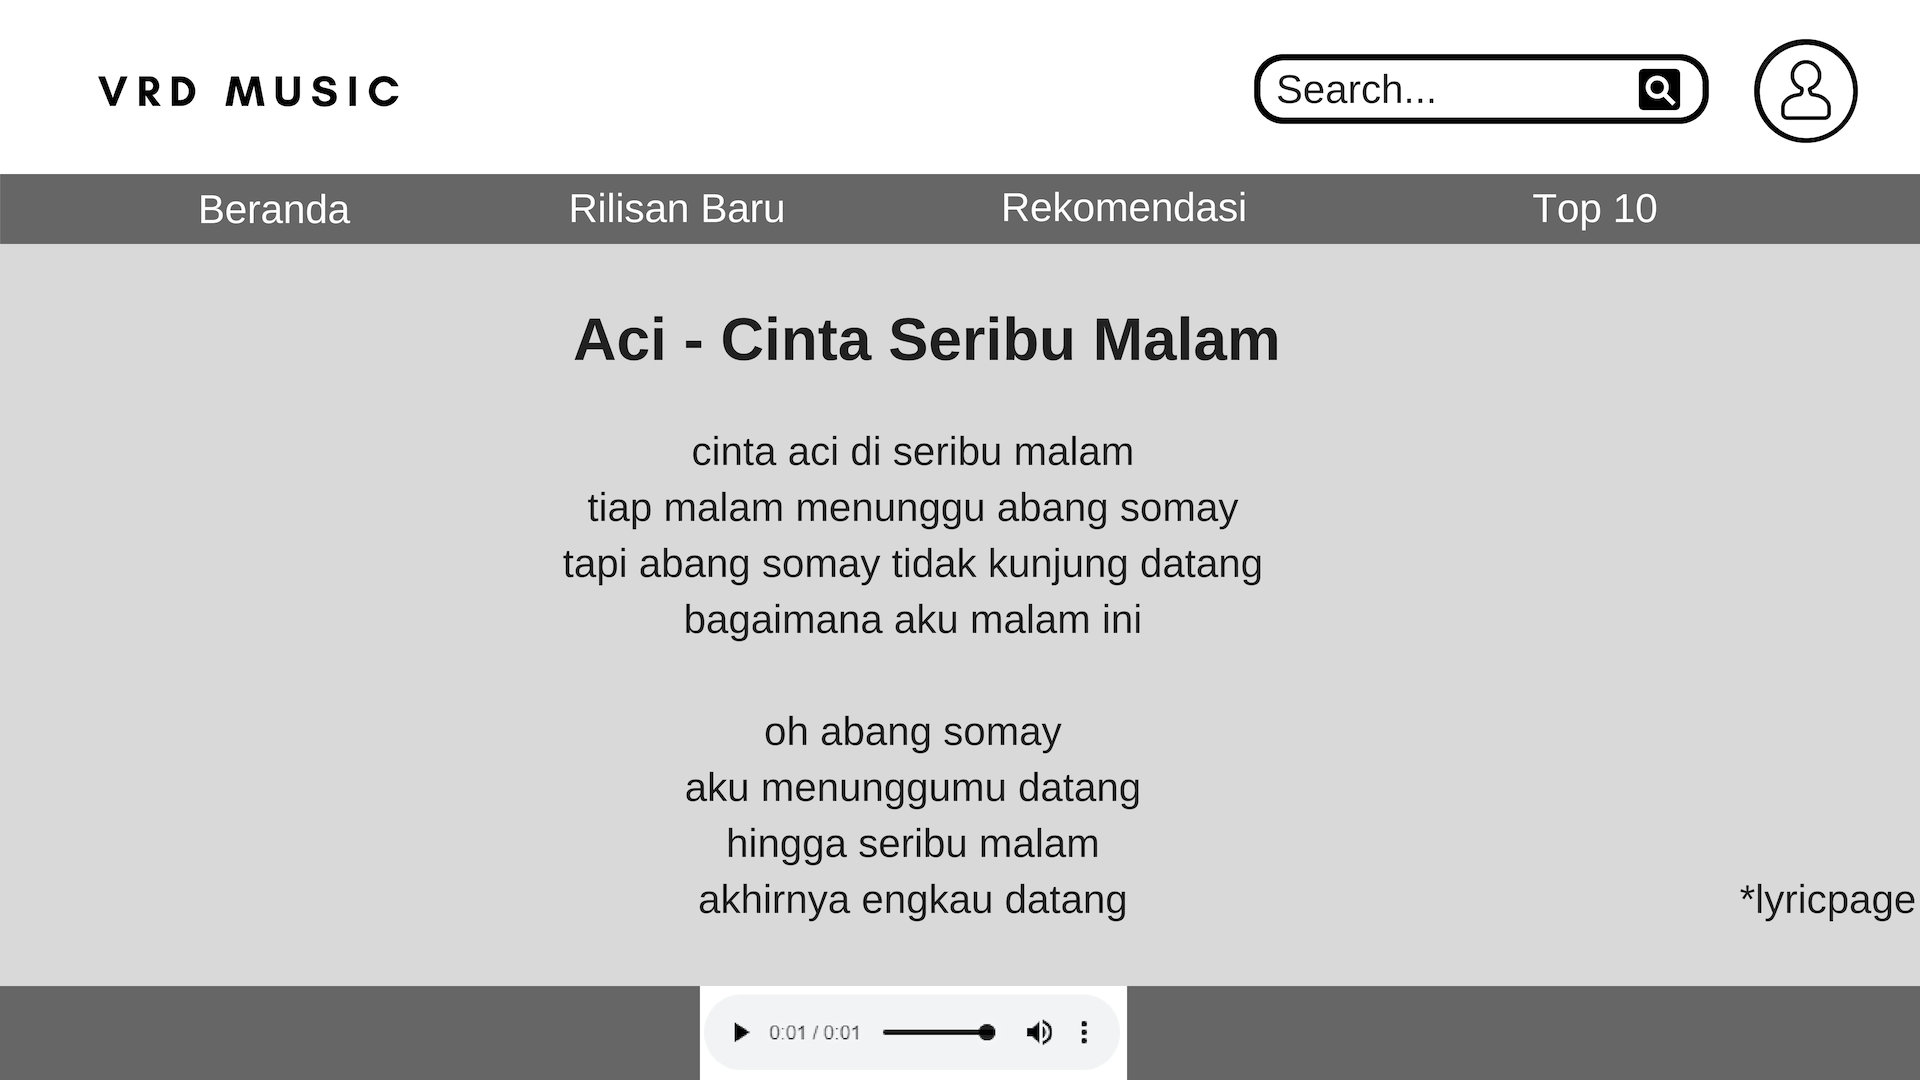 VRD MUSIC
Search...
Beranda Rilisan Baru Rekomendasi Top 10
Aci - Cinta Seribu Malam
cinta aci di seribu malam
tiap malam menunggu abang somay
tapi abang somay tidak kunjung datang
bagaimana aku malam ini
oh abang somay
aku menunggumu datang
hingga seribu malam
akhirnya engkau datang
*lyricpage
0:01 / 0:01